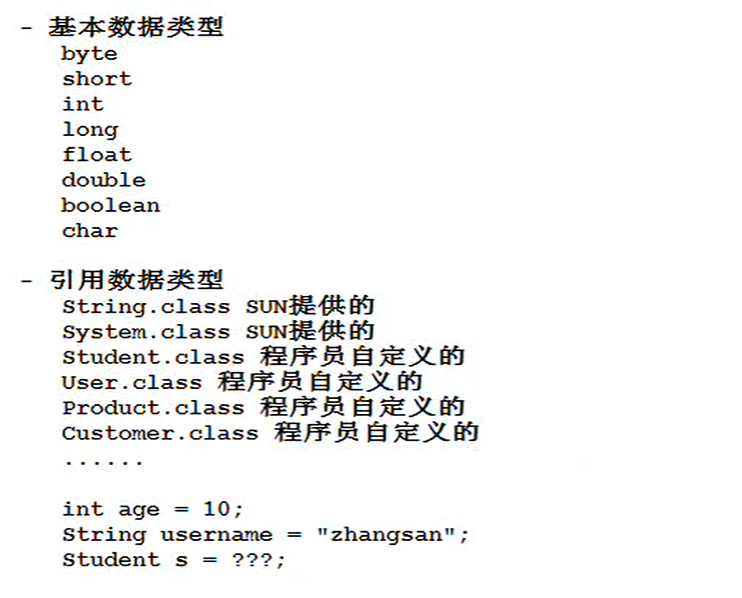 - 基本数据类型
byte
short
int
long
float
double
boolean
char
- 引用数据类型
String.class SUN提供的
System.class SUN提供的
Student.class 程序员自定义的
User.class 程序员自定义的
Product.class 程序员自定义的
Customer.class 程序员自定义的
......
int age = 10;
String username = "zhangsan";
Student s = ???;